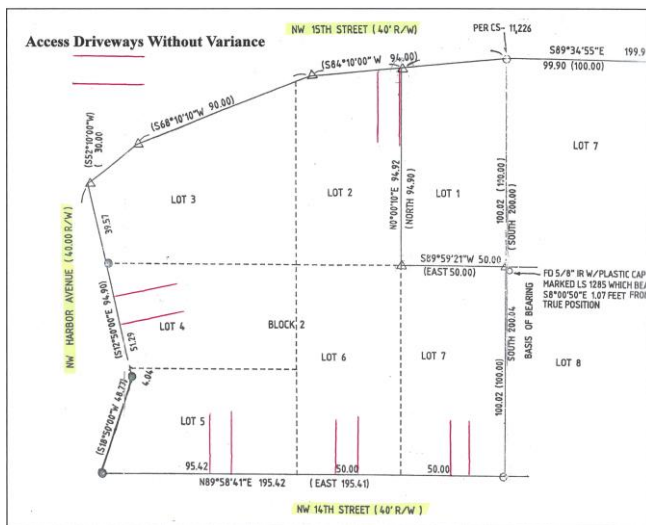 NW 15TH STREET (40' R/W)
PER CS- 11,226
Access Driveways Without Variance
S89°34'55"E 199.9
99.90 (100.00)
(S84°10'00" W 94.00)
(S68°10'10"W 90.00)
(S52°10'00"W
( 30.00
LOT 7
LOT 3
LOT 2
LOT 1
N0°00'10"E 94.92
(NORTH 94.90)
100.02 (100.00)
(SOUTH 200.00)
39.57
NW HARBOR AVENUE (40.00 R/W)
S89°59'21"W 50.00
(EAST 50.00)
FD 5/8" IR W/PLASTIC CAP
MARKED LS 1285 WHICH BEA
S8°00'50"E 1.07 FEET FROM
TRUE POSITION
(S12°50'00"E 94.90)
51.29
LOT 4
BLOCK 2
SOUTH 200.04
BASIS OF BEARING
LOT 6
LOT 7
LOT 8
4.04
(S18°50'00"W 48.77)
100.02 (100.00)
LOT 5
95.42
50.00
50.00
N89°58'41"E 195.42
(EAST 195.41)
NW 14TH STREET (40' R/W)